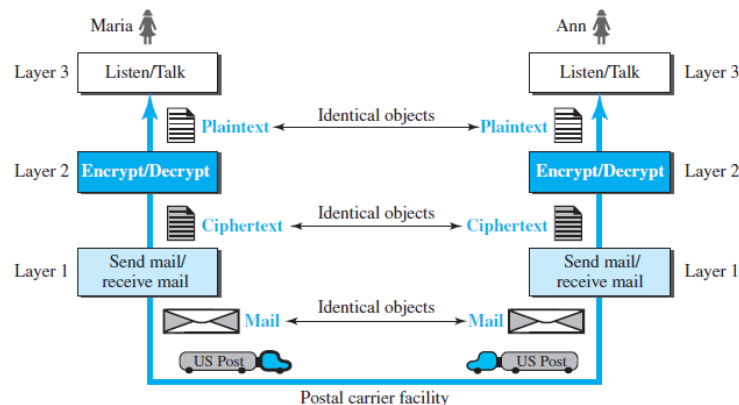 Maria Ann
Layer 3 Listen/Talk Listen/Talk Layer 3
Identical objects
Plaintext Plaintext
Layer 2 Encrypt/Decrypt Encrypt/Decrypt Layer 2
Identical objects
Ciphertext Ciphertext
Layer 1 Send mail/ Send mail/ Layer 1
receive mail receive mail
Identical objects
Mail Mail
US Post US Post
Postal carrier facility